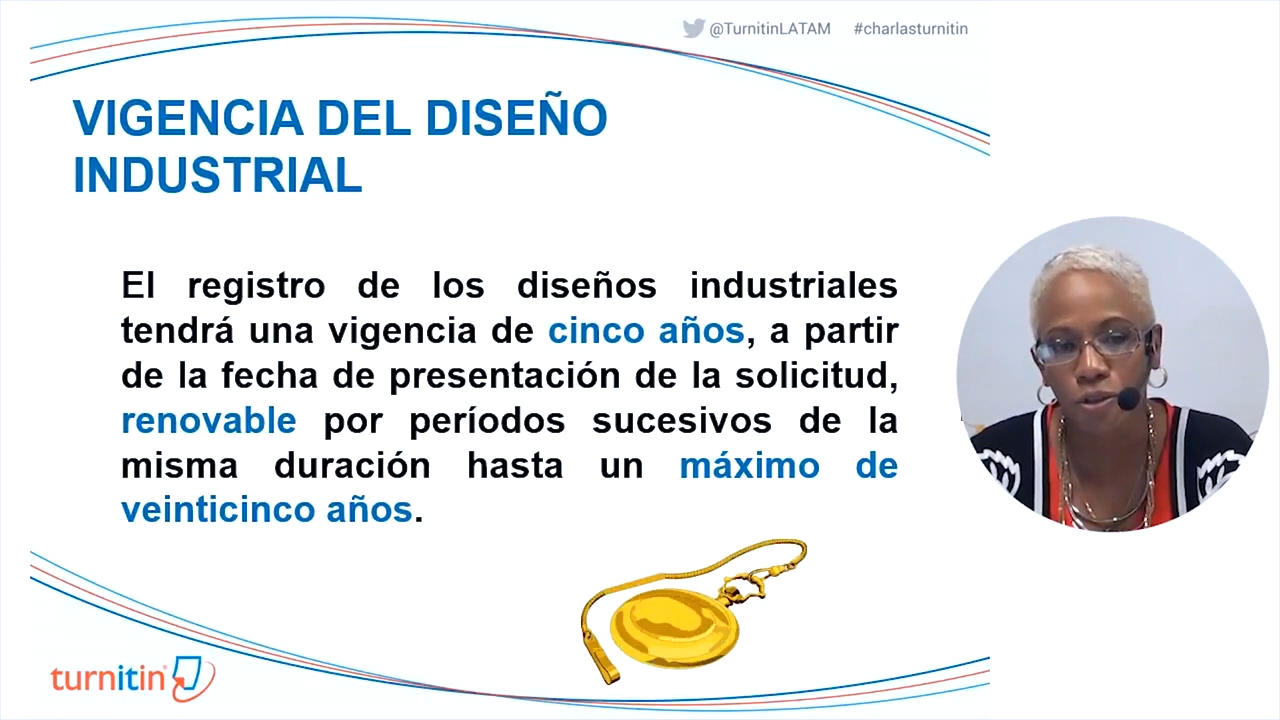 @TurnitinLATAM #charlasturnitin
VIGENCIA DEL DISEÑO
INDUSTRIAL
El registro de los diseños industriales
tendrá una vigencia de cinco años, a partir
de la fecha de presentación de la solicitud,
renovable por períodos sucesivos de la
misma duración hasta un máximo de
veinticinco años.
turnitin